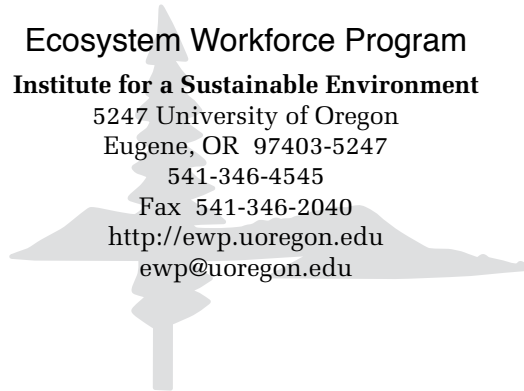 Ecosystem Workforce Program
Institute for a Sustainable Environment
5247 University of Oregon
Eugene, OR 97403-5247
541-346-4545
Fax 541-346-2040
http://ewp.uoregon.edu
ewp@uoregon.edu